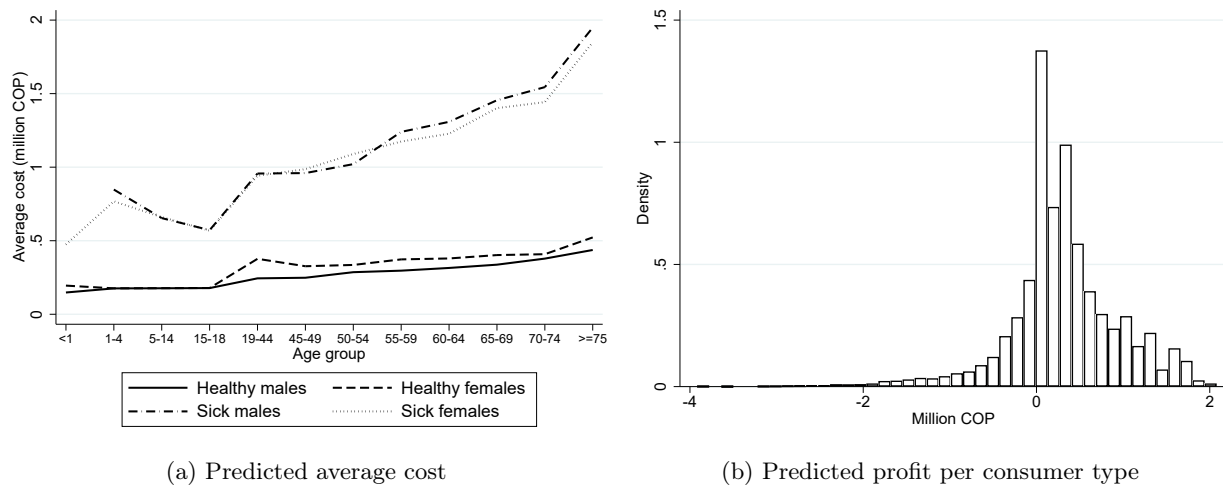 2
1.5
1
.5
0
Average cost (million COP)
<1 1-4 5-14 15-18 19-44 45-49 50-54 55-59 60-64 65-69 70-74 >=75
Age group
Healthy males Healthy females
Sick males Sick females
(a) Predicted average cost
1.5
1
.5
0
Density
-4 -2 0 2
Million COP
(b) Predicted profit per consumer type